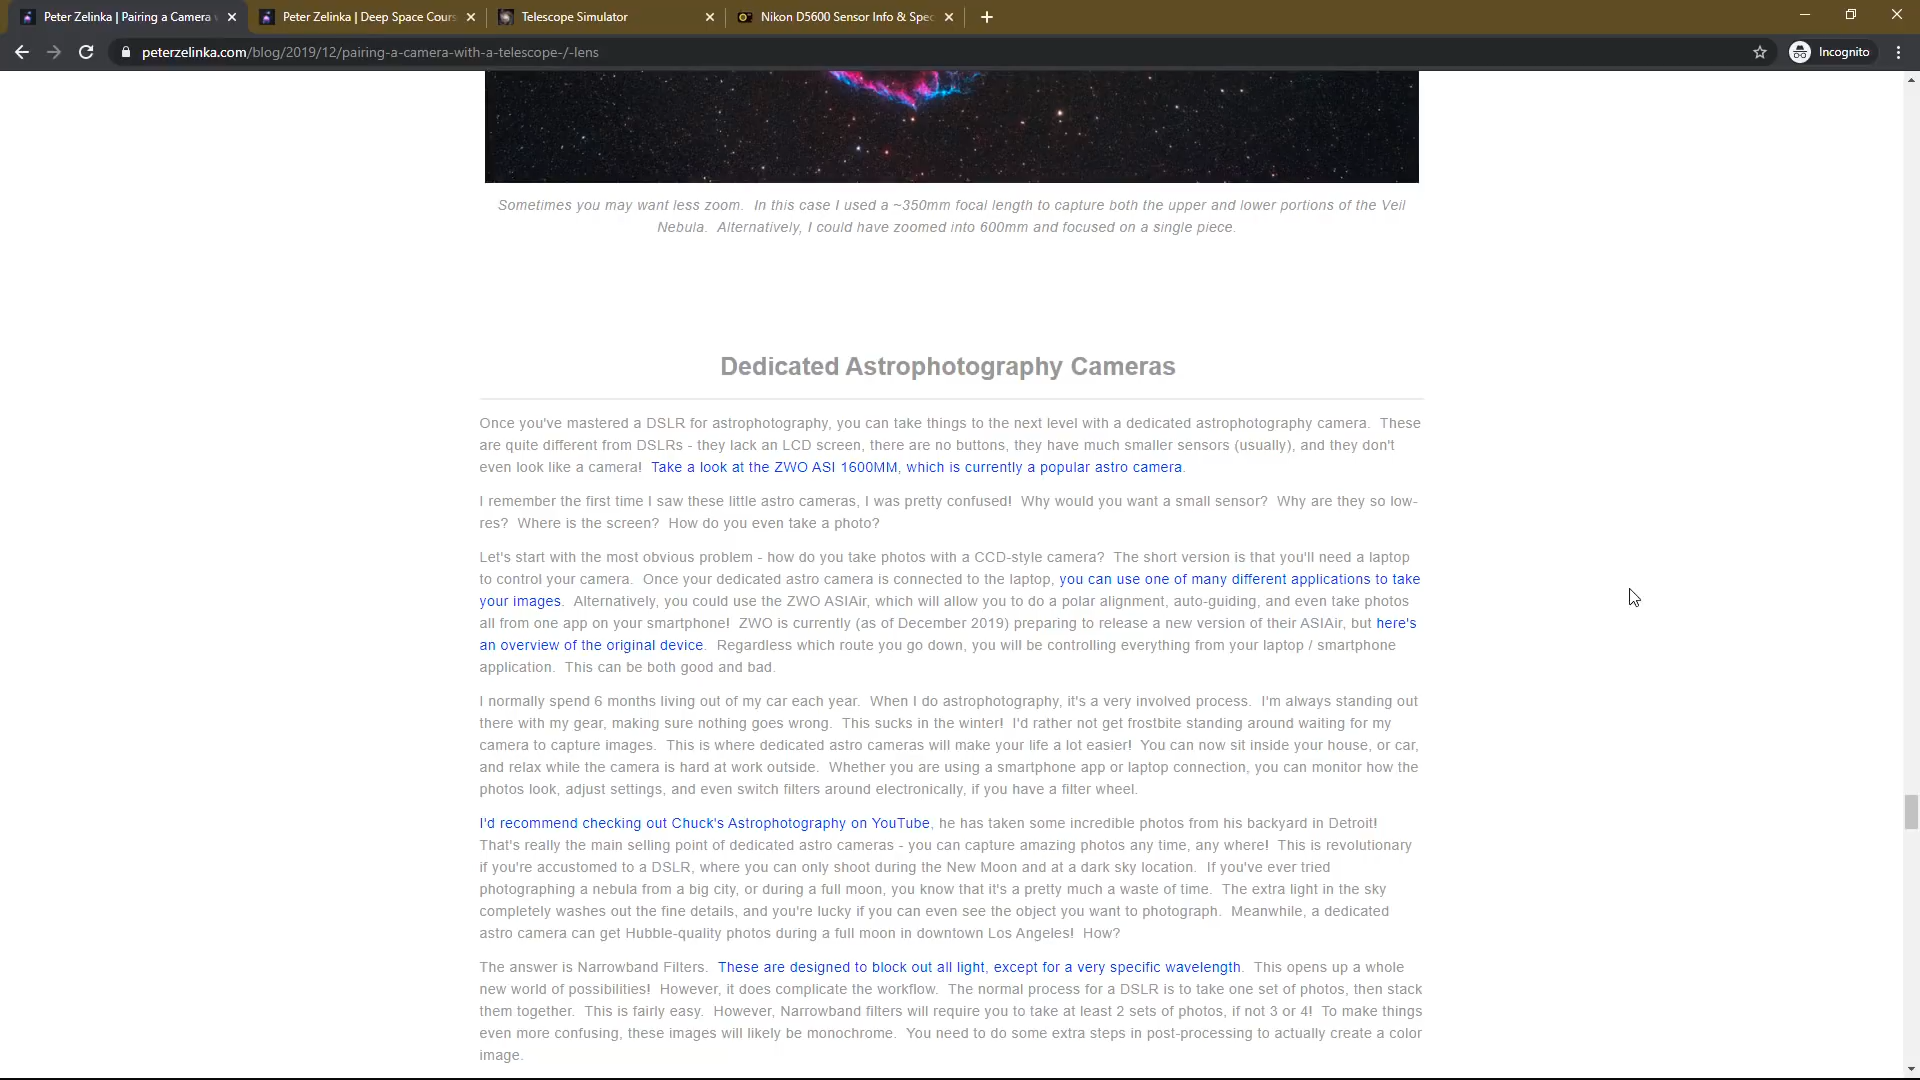 Peter Zelinka | Pairing a Camera
Peter Zelinka | Deep Space Cours
Telescope Simulator
Nikon D5600 Sensor Info & Spec
peterzelinka.com/blog/2019/12/pairing-a-camera-with-a-telescope-/-lens
Incognito
Sometimes you may want less zoom. In this case I used a ~350mm focal length to capture both the upper and lower portions of the Veil
Nebula. Alternatively, I could have zoomed into 600mm and focused on a single piece.
Dedicated Astrophotography Cameras
Once you've mastered a DSLR for astrophotography, you can take things to the next level with a dedicated astrophotography camera. These
are quite different from DSLRs - they lack an LCD screen, there are no buttons, they have much smaller sensors (usually), and they don't
even look like a camera! Take a look at the ZWO ASI 1600MM, which is currently a popular astro camera.
I remember the first time I saw these little astro cameras, I was pretty confused! Why would you want a small sensor? Why are they so low-
res? Where is the screen? How do you even take a photo?
Let's start with the most obvious problem - how do you take photos with a CCD-style camera? The short version is that you'll need a laptop
to control your camera. Once your dedicated astro camera is connected to the laptop, you can use one of many different applications to take
your images. Alternatively, you could use the ZWO ASIAir, which will allow you to do a polar alignment, auto-guiding, and even take photos
all from one app on your smartphone! ZWO is currently (as of December 2019) preparing to release a new version of their ASIAir, but here's
an overview of the original device. Regardless which route you go down, you will be controlling everything from your laptop / smartphone
application. This can be both good and bad.
I normally spend 6 months living out of my car each year. When I do astrophotography, it's a very involved process. I'm always standing out
there with my gear, making sure nothing goes wrong. This sucks in the winter! I'd rather not get frostbite standing around waiting for my
camera to capture images. This is where dedicated astro cameras will make your life a lot easier! You can now sit inside your house, or car,
and relax while the camera is hard at work outside. Whether you are using a smartphone app or laptop connection, you can monitor how the
photos look, adjust settings, and even switch filters around electronically, if you have a filter wheel.
I'd recommend checking out Chuck's Astrophotography on YouTube, he has taken some incredible photos from his backyard in Detroit!
That's really the main selling point of dedicated astro cameras - you can capture amazing photos any time, any where! This is revolutionary
if you're accustomed to a DSLR, where you can only shoot during the New Moon and at a dark sky location. If you've ever tried
photographing a nebula from a big city, or during a full moon, you know that it's a pretty much a waste of time. The extra light in the sky
completely washes out the fine details, and you're lucky if you can even see the object you want to photograph. Meanwhile, a dedicated
astro camera can get Hubble-quality photos during a full moon in downtown Los Angeles! How?
The answer is Narrowband Filters. These are designed to block out all light, except for a very specific wavelength. This opens up a whole
new world of possibilities! However, it does complicate the workflow. The normal process for a DSLR is to take one set of photos, then stack
them together. This is fairly easy. However, Narrowband filters will require you to take at least 2 sets of photos, if not 3 or 4! To make things
even more confusing, these images will likely be monochrome. You need to do some extra steps in post-processing to actually create a color
image.